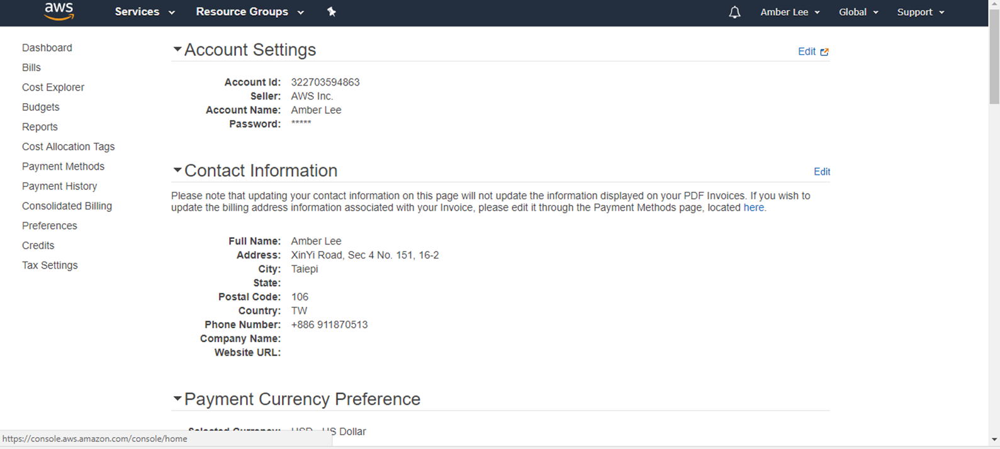 aws Services Resource Groups Amber Lee Global Support
Dashboard
Bills
Cost Explorer
Budgets
Reports
Cost Allocation Tags
Payment Methods
Payment History
Consolidated Billing
Preferences
Credits
Tax Settings
Account Settings Edit
Account Id: 322703594863
Seller: AWS Inc.
Account Name: Amber Lee
Password: *****
Contact Information Edit
Please note that updating your contact information on this page will not update the information displayed on your PDF Invoices. If you wish to
update the billing address information associated with your Invoice, please edit it through the Payment Methods page, located here.
Full Name: Amber Lee
Address: XinYi Road, Sec 4 No. 151, 16-2
City: Taiepi
State:
Postal Code: 106
Country: TW
Phone Number: +886 911870513
Company Name:
Website URL:
Payment Currency Preference
Selected Currency: USD - US Dollar
https://console.aws.amazon.com/console/home